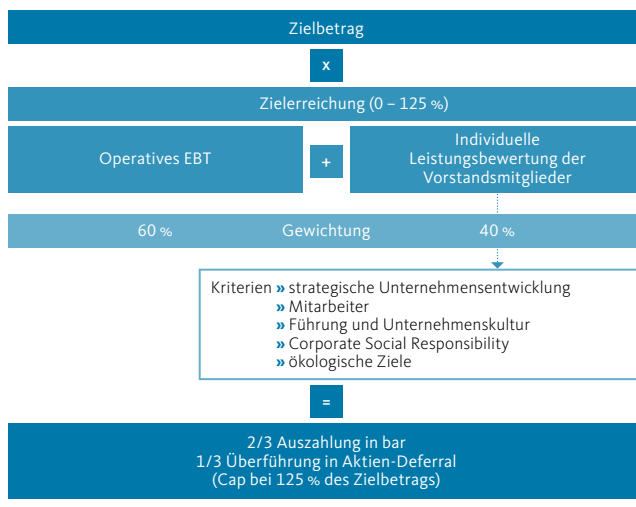 Zielbetrag
x
Zielerreichung (0 – 125 %)
Operatives EBT
+
Individuelle
Leistungsbewertung der
Vorstandsmitglieder
60 % Gewichtung 40 %
Kriterien » strategische Unternehmensentwicklung
» Mitarbeiter
» Führung und Unternehmenskultur
» Corporate Social Responsibility
» ökologische Ziele
=
2/3 Auszahlung in bar
1/3 Überführung in Aktien-Deferral
(Cap bei 125 % des Zielbetrags)